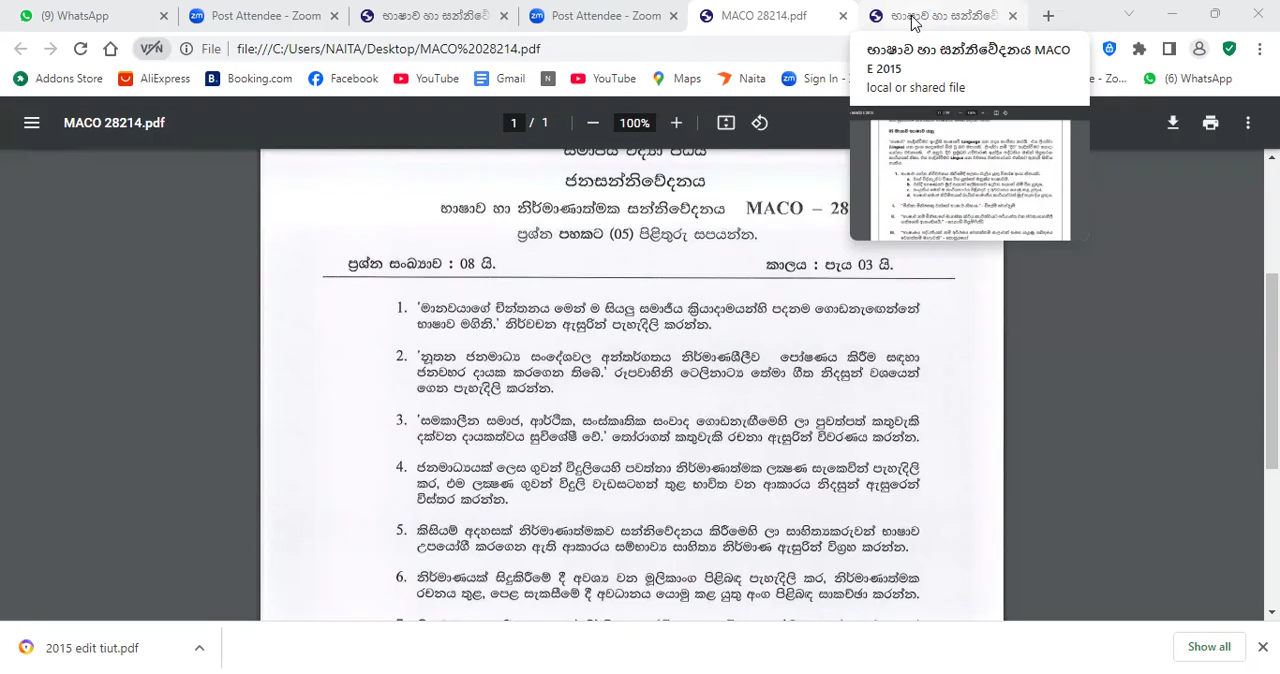 (9) WhatsApp
Post Attendee - Zoom
භාෂාව හා සන්නිවේ
Post Attendee - Zoom
MACO 28214.pdf
භාෂාව හා සන්නිවේද
VPN
File
file:///C:/Users/NAITA/Desktop/MACO%2028214.pdf
Addons Store
AliExpress
Booking.com
Facebook
YouTube
Gmail
YouTube
Maps
Naita
Sign In -
e - Zo...
(6) WhatsApp
භාෂාව හා සන්නිවේදනය MACO
E 2015
local or shared file
MACO 28214.pdf
1 / 1
100%
ජනසන්නිවේදනය
භාෂාව හා නිර්මාණාත්මක සන්නිවේදනය MACO – 28
ප්‍රශ්න පහකට (05) පිළිතුරු සපයන්න.
ප්‍රශ්න සංඛ්‍යාව : 08 යි. කාලය : පැය 03 යි.
1. 'මානවයාගේ චින්තනය මෙන් ම සියලු සමාජීය ක්‍රියාදාමයන්හි පදනම ගොඩනැඟෙන්නේ
භාෂාව මගිනි.' නිර්වචන ඇසුරින් පැහැදිලි කරන්න.
2. 'නූතන ජනමාධ්‍ය සංදේශවල අන්තර්ගතය නිර්මාණශීලීව පෝෂණය කිරීම සඳහා
ජනවහර දායක කරගෙන තිබේ.' රූපවාහිනි ටෙලිනාට්‍ය තේමා ගීත නිදසුන් වශයෙන්
ගෙන පැහැදිලි කරන්න.
3. 'සමකාලීන සමාජ, ආර්ථික, සංස්කෘතික සංවාද ගොඩනැඟීමෙහි ලා පුවත්පත් කතුවැකි
දක්වන දායකත්වය සුවිශේෂී වේ.' තෝරාගත් කතුවැකි රචනා ඇසුරින් විවරණය කරන්න.
4. ජනමාධ්‍යයක් ලෙස ගුවන් විදුලියෙහි පවත්නා නිර්මාණාත්මක ලක්ෂණ සැකෙවින් පැහැදිලි
කර, එම ලක්ෂණ ගුවන් විදුලි වැඩසටහන් තුළ භාවිත වන ආකාරය නිදසුන් ඇසුරෙන්
විස්තර කරන්න.
5. කිසියම් අදහසක් නිර්මාණාත්මකව සන්නිවේදනය කිරීමෙහි ලා සාහිත්‍යකරුවන් භාෂාව
උපයෝගී කරගෙන ඇති ආකාරය සම්භාව්‍ය සාහිත්‍ය නිර්මාණ ඇසුරින් විග්‍රහ කරන්න.
6. නිර්මාණයක් සිදුකිරීමේ දී අවශ්‍ය වන මූලිකාංග පිළිබඳ පැහැදිලි කර, නිර්මාණාත්මක
රචනය තුළ, පෙළ සැකසීමේ දී අවධානය යොමු කළ යුතු අංග පිළිබඳ සාකච්ඡා කරන්න.
2015 edit tiut.pdf
Show all